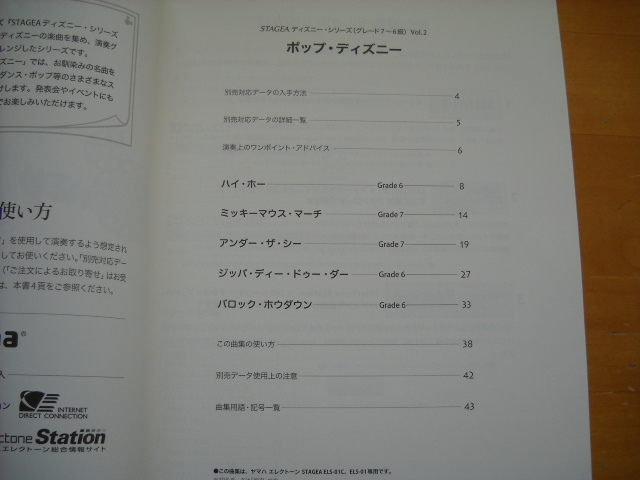 ズ「STAGEA ディズニー・シリーズ
ディズニーの楽曲を集め、演奏グ
レンジしたシリーズです。
ズニー」では、お馴染みの名曲を
ダンス・ポップ等のさまざまなス
げします。発表会やイベントにも
でお楽しみいただけます。
使い方
」を使用して演奏するよう想定され
してお使いください。「別売対応デー
（「ご注文によるお取り寄せ」はお受
は、本書4頁をご参照ください。
INTERNET
DIRECT CONNECTION
ctone Station
エレクトーン総合情報サイト
STAGEA ディズニー・シリーズ（グレード7～6級）Vol.2
ポップ・ディズニー
別売対応データの入手方法 4
別売対応データの詳細一覧 5
演奏上のワンポイント・アドバイス 6
ハイ・ホー Grade 6 8
ミッキーマウス・マーチ Grade 7 14
アンダー・ザ・シー Grade 7 19
ジッパ・ディー・ドゥー・ダー Grade 6 27
バロック・ホウダウン Grade 6 33
この曲集の使い方 38
別売データ使用上の注意 42
曲集用語・記号一覧 43
●この曲集は、ヤマハ エレクトーン STAGEA ELS-01C、ELS-01専用です。